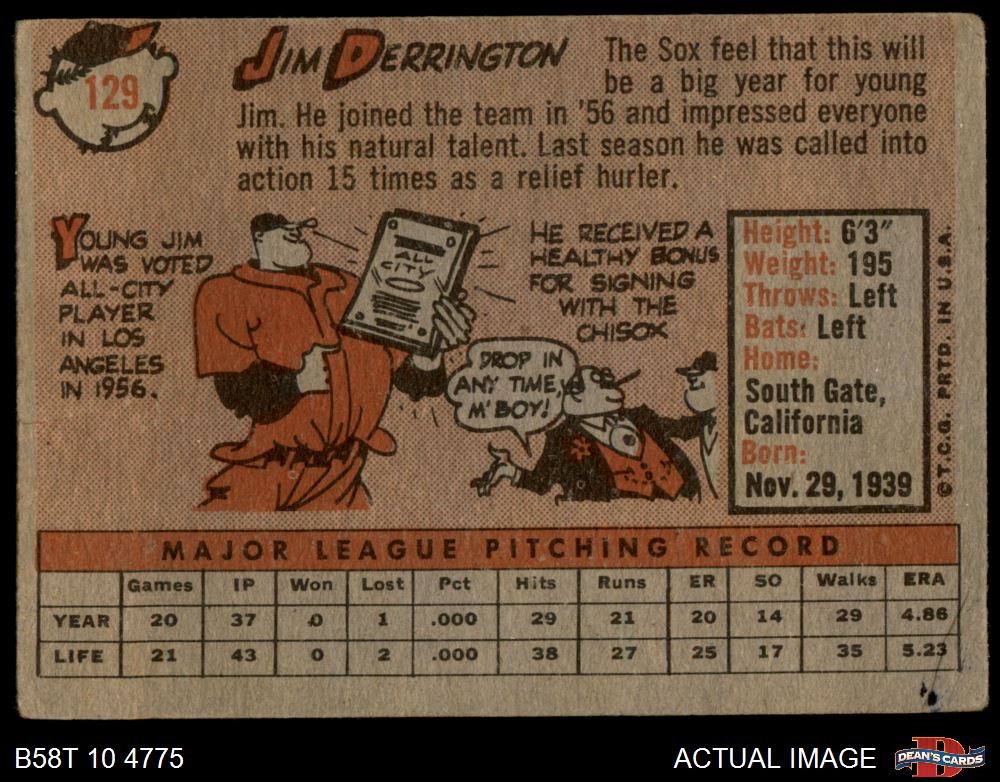 129
JIM DERRINGTON
The Sox feel that this will
be a big year for young
Jim. He joined the team in '56 and impressed everyone
with his natural talent. Last season he was called into
action 15 times as a relief hurler.
YOUNG JIM
WAS VOTED
ALL-CITY
PLAYER
IN LOS
ANGELES
IN 1956.
ALL
CITY
HE RECEIVED A
HEALTHY BONUS
FOR SIGNING
WITH THE
CHISOX
DROP IN
ANY TIME,
M'BOY!
Height: 6'3"
Weight: 195
Throws: Left
Bats: Left
Home:
South Gate,
California
Born:
Nov. 29, 1939
© T.C.G. PRTD. IN U.S.A.
MAJOR LEAGUE PITCHING RECORD
Games IP Won Lost Pct Hits Runs ER SO Walks ERA
YEAR 20 37 0 1 .000 29 21 20 14 29 4.86
LIFE 21 43 0 2 .000 38 27 25 17 35 5.23
B58T 10 4775
ACTUAL IMAGE
D
DEAN'S CARDS